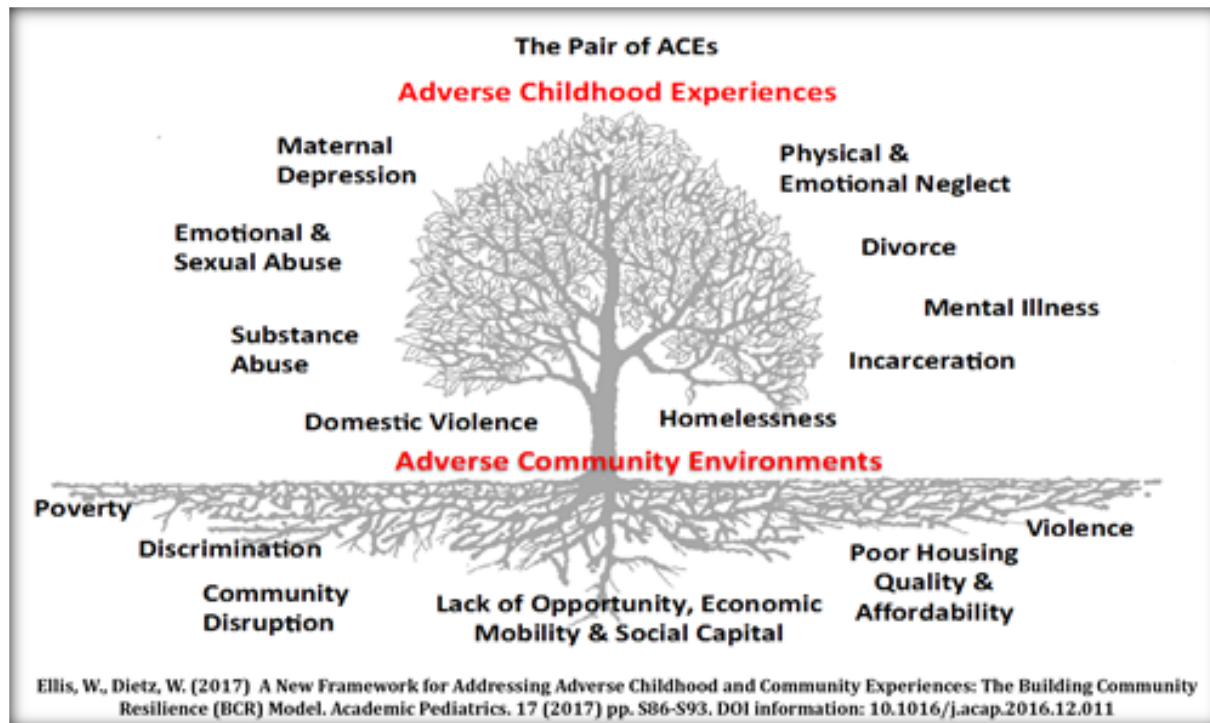 The Pair of ACEs
Adverse Childhood Experiences
Maternal
Depression
Physical &
Emotional Neglect
Emotional &
Sexual Abuse
Divorce
Mental Illness
Substance
Abuse
Incarceration
Domestic Violence
Homelessness
Adverse Community Environments
Poverty
Violence
Discrimination
Poor Housing
Quality &
Affordability
Community
Disruption
Lack of Opportunity, Economic
Mobility & Social Capital
Ellis, W., Dietz, W. (2017) A New Framework for Addressing Adverse Childhood and Community Experiences: The Building Community
Resilience (BCR) Model. Academic Pediatrics. 17 (2017) pp. S86-S93. DOI information: 10.1016/j.acap.2016.12.011